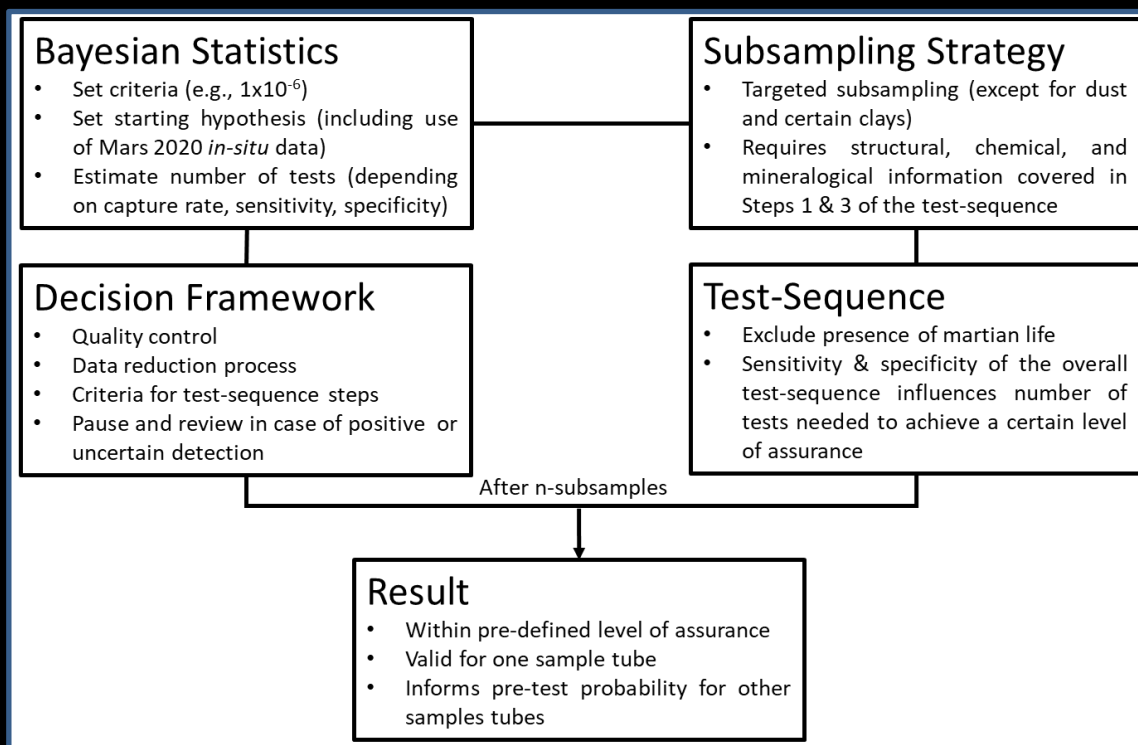 Bayesian Statistics
• Set criteria (e.g., 1x10⁻⁶)
• Set starting hypothesis (including use
of Mars 2020 in-situ data)
• Estimate number of tests (depending
on capture rate, sensitivity, specificity)
Subsampling Strategy
• Targeted subsampling (except for dust
and certain clays)
• Requires structural, chemical, and
mineralogical information covered in
Steps 1 & 3 of the test-sequence
Decision Framework
• Quality control
• Data reduction process
• Criteria for test-sequence steps
• Pause and review in case of positive or
uncertain detection
Test-Sequence
• Exclude presence of martian life
• Sensitivity & specificity of the overall
test-sequence influences number of
tests needed to achieve a certain level
of assurance
After n-subsamples
Result
• Within pre-defined level of assurance
• Valid for one sample tube
• Informs pre-test probability for other
samples tubes